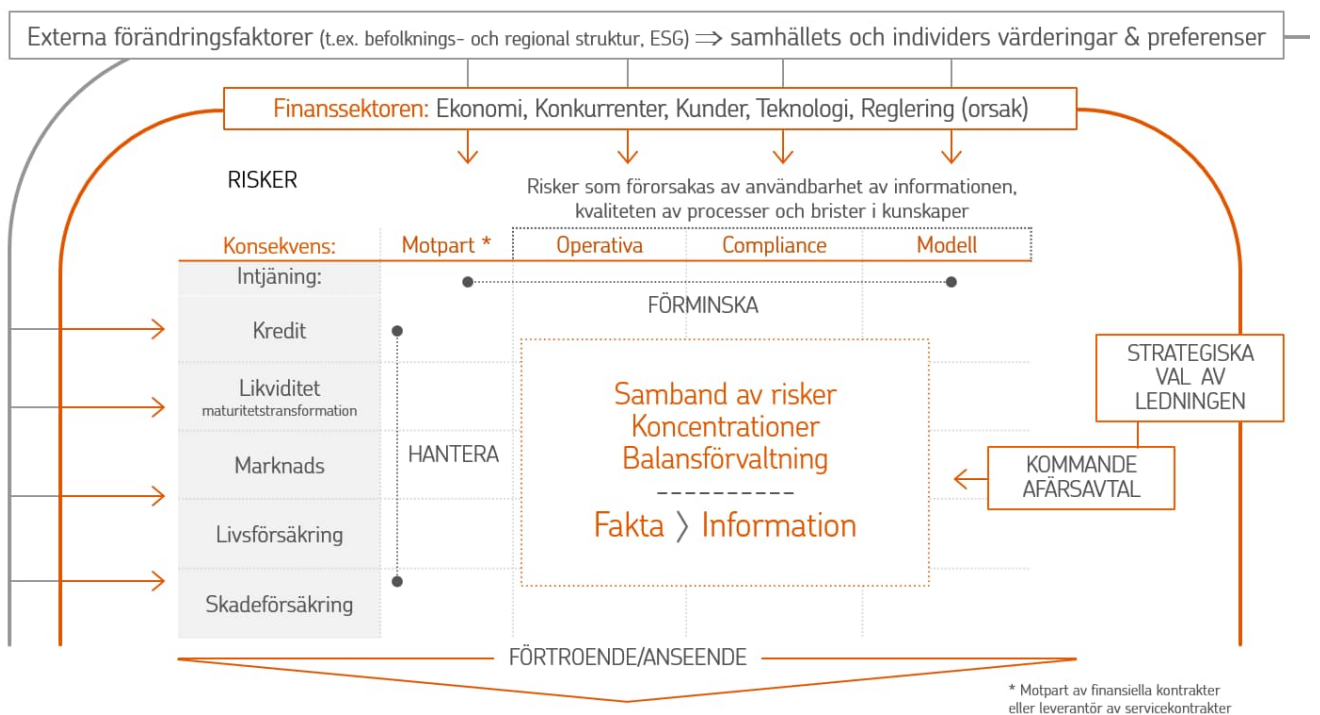 Externa förändringsfaktorer (t.ex. befolknings- och regional struktur, ESG) ⇒ samhällets och individers värderingar & preferenser
Finanssektoren: Ekonomi, Konkurrenter, Kunder, Teknologi, Reglering (orsak)
RISKER
Risker som förorsakas av användbarhet av informationen,
kvaliteten av processer och brister i kunskaper
Konsekvens:
Motpart *
Operativa
Compliance
Modell
Intjäning:
FÖRMINSKA
Kredit
Likviditet
maturitetstransformation
Marknads
Livsförsäkring
Skadeförsäkring
HANTERA
Samband av risker
Koncentrationer
Balansförvaltning
Fakta 〉 Information
STRATEGISKA
VAL AV
LEDNINGEN
KOMMANDE
AFÄRSAVTAL
FÖRTROENDE/ANSEENDE
* Motpart av finansiella kontrakter
eller leverantör av servicekontrakter